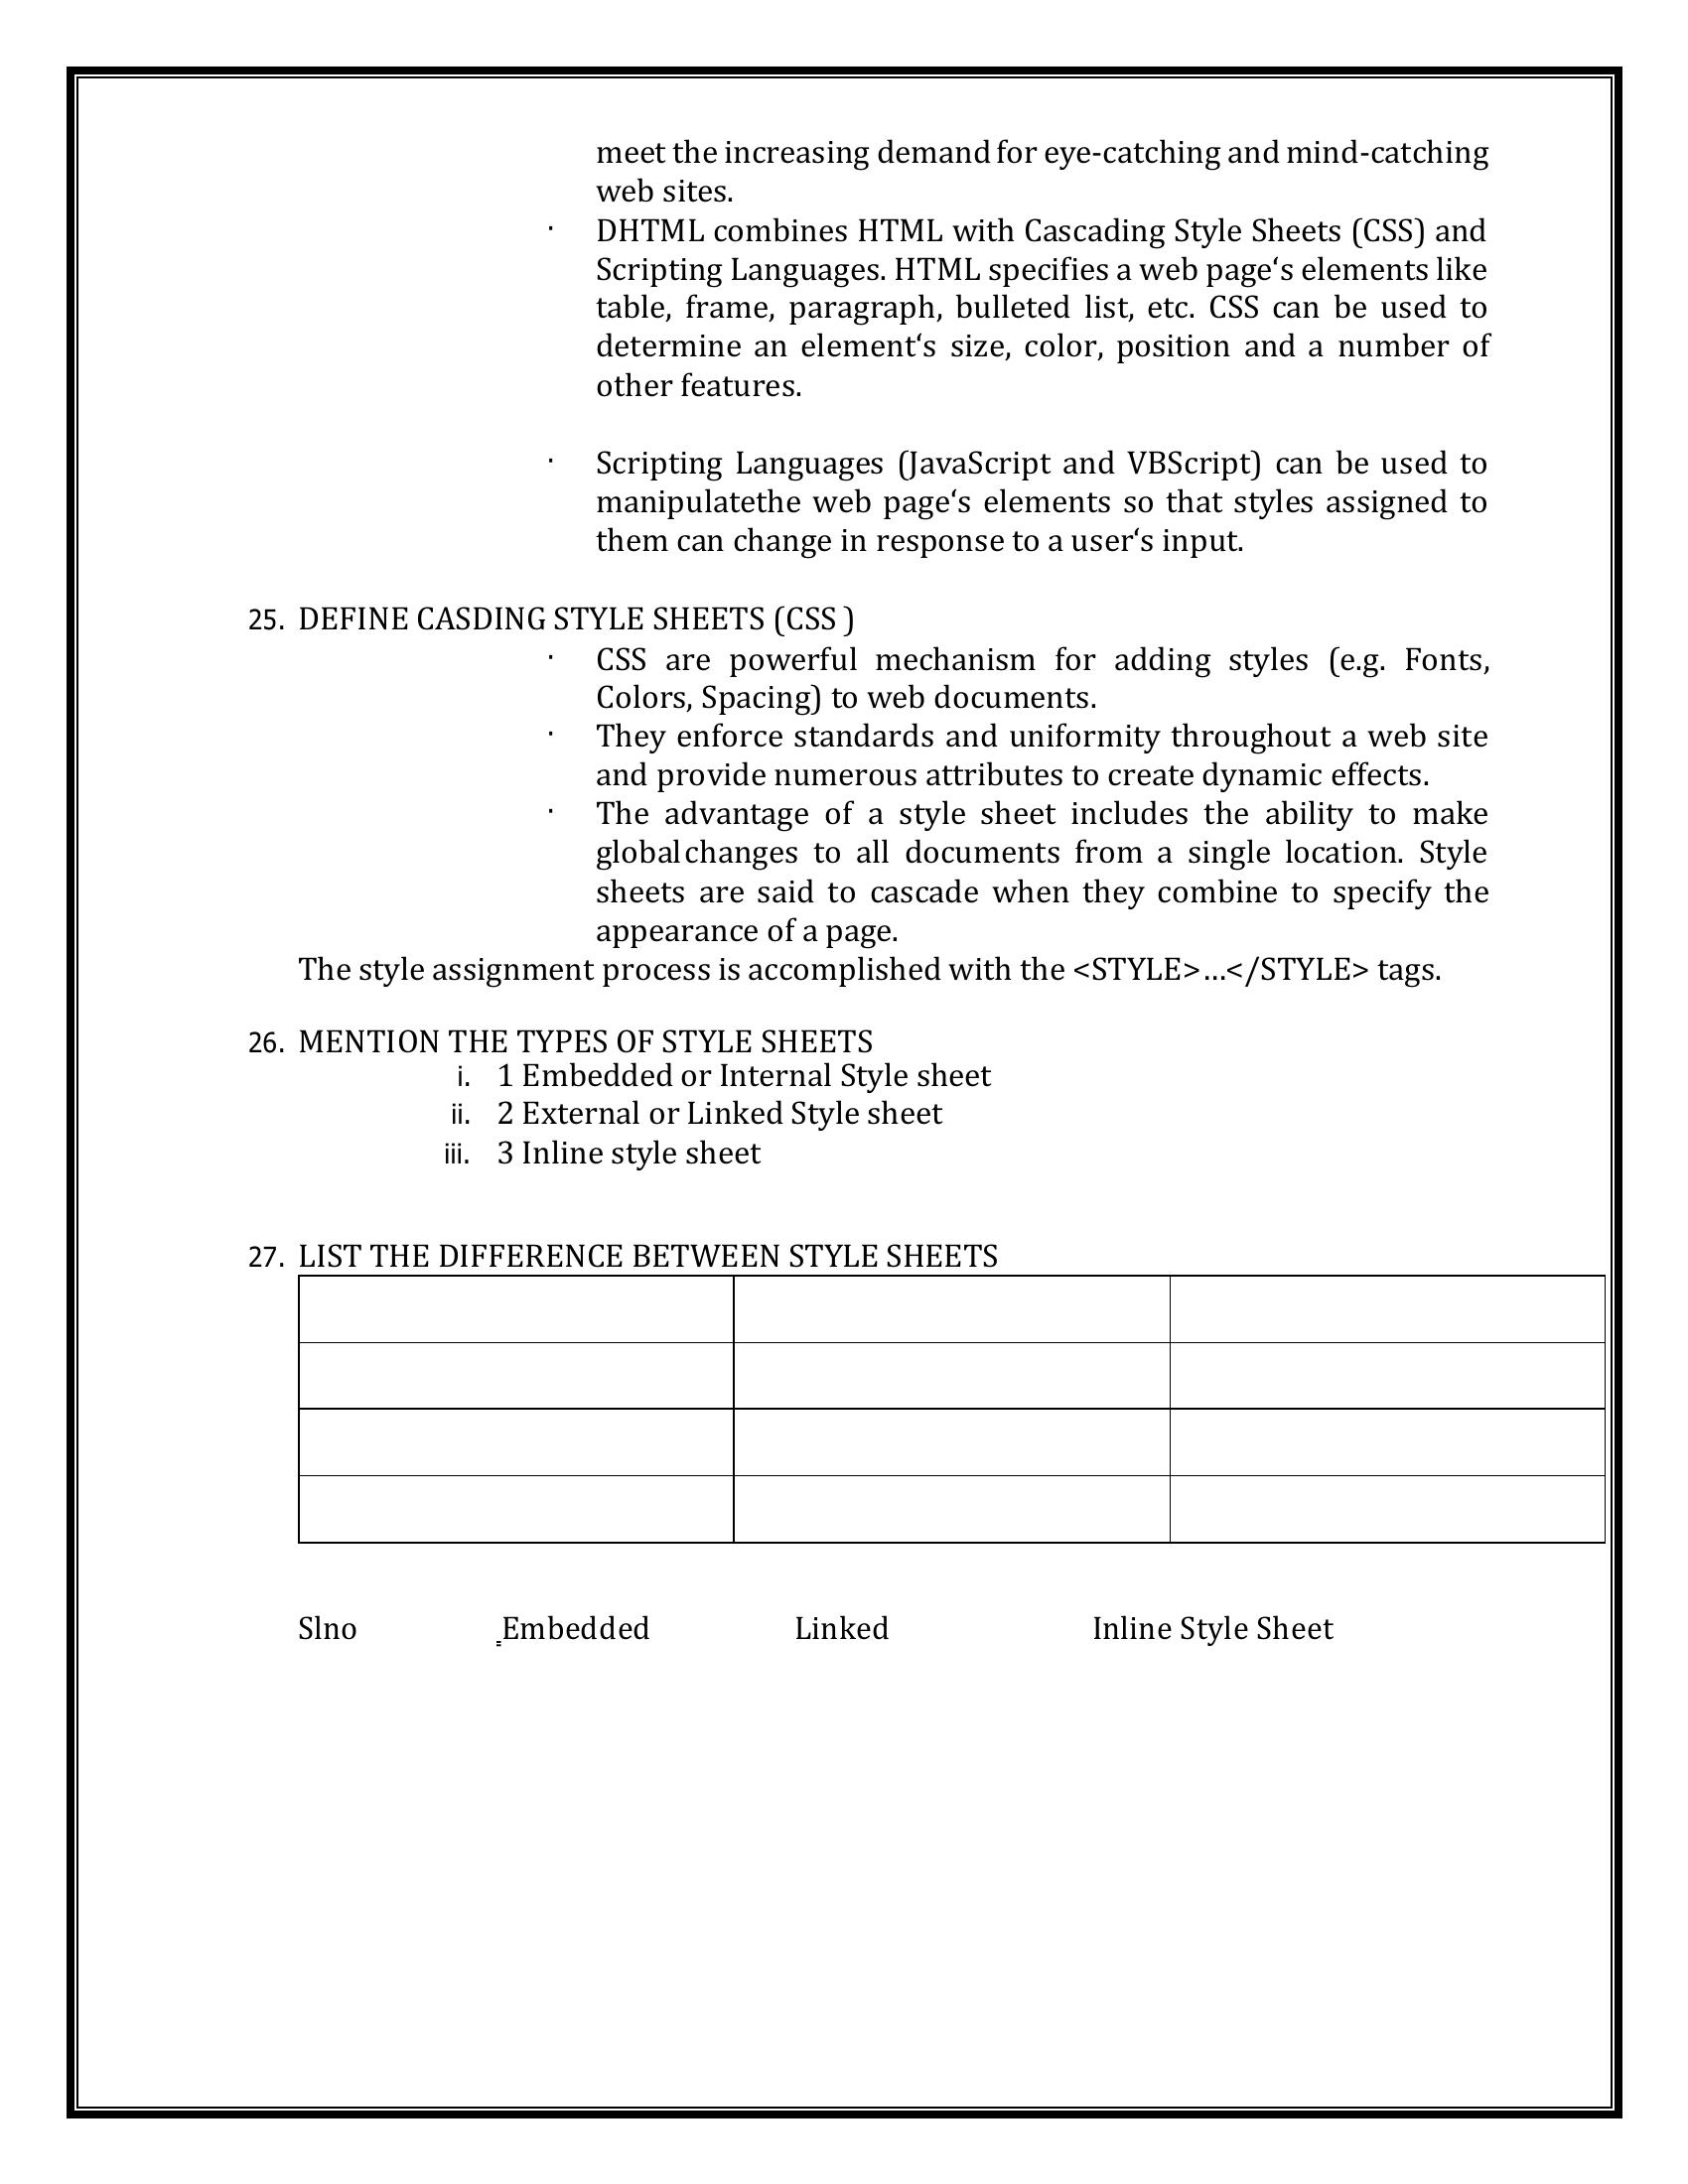 meet the increasing demand for eye-catching and mind-catching
web sites.
· DHTML combines HTML with Cascading Style Sheets (CSS) and
Scripting Languages. HTML specifies a web page‘s elements like
table, frame, paragraph, bulleted list, etc. CSS can be used to
determine an element‘s size, color, position and a number of
other features.
· Scripting Languages (JavaScript and VBScript) can be used to
manipulatethe web page‘s elements so that styles assigned to
them can change in response to a user‘s input.
25. DEFINE CASDING STYLE SHEETS (CSS )
· CSS are powerful mechanism for adding styles (e.g. Fonts,
Colors, Spacing) to web documents.
· They enforce standards and uniformity throughout a web site
and provide numerous attributes to create dynamic effects.
· The advantage of a style sheet includes the ability to make
globalchanges to all documents from a single location. Style
sheets are said to cascade when they combine to specify the
appearance of a page.
The style assignment process is accomplished with the <STYLE>…</STYLE> tags.
26. MENTION THE TYPES OF STYLE SHEETS
i. 1 Embedded or Internal Style sheet
ii. 2 External or Linked Style sheet
iii. 3 Inline style sheet
27. LIST THE DIFFERENCE BETWEEN STYLE SHEETS
Slno Embedded Linked Inline Style Sheet